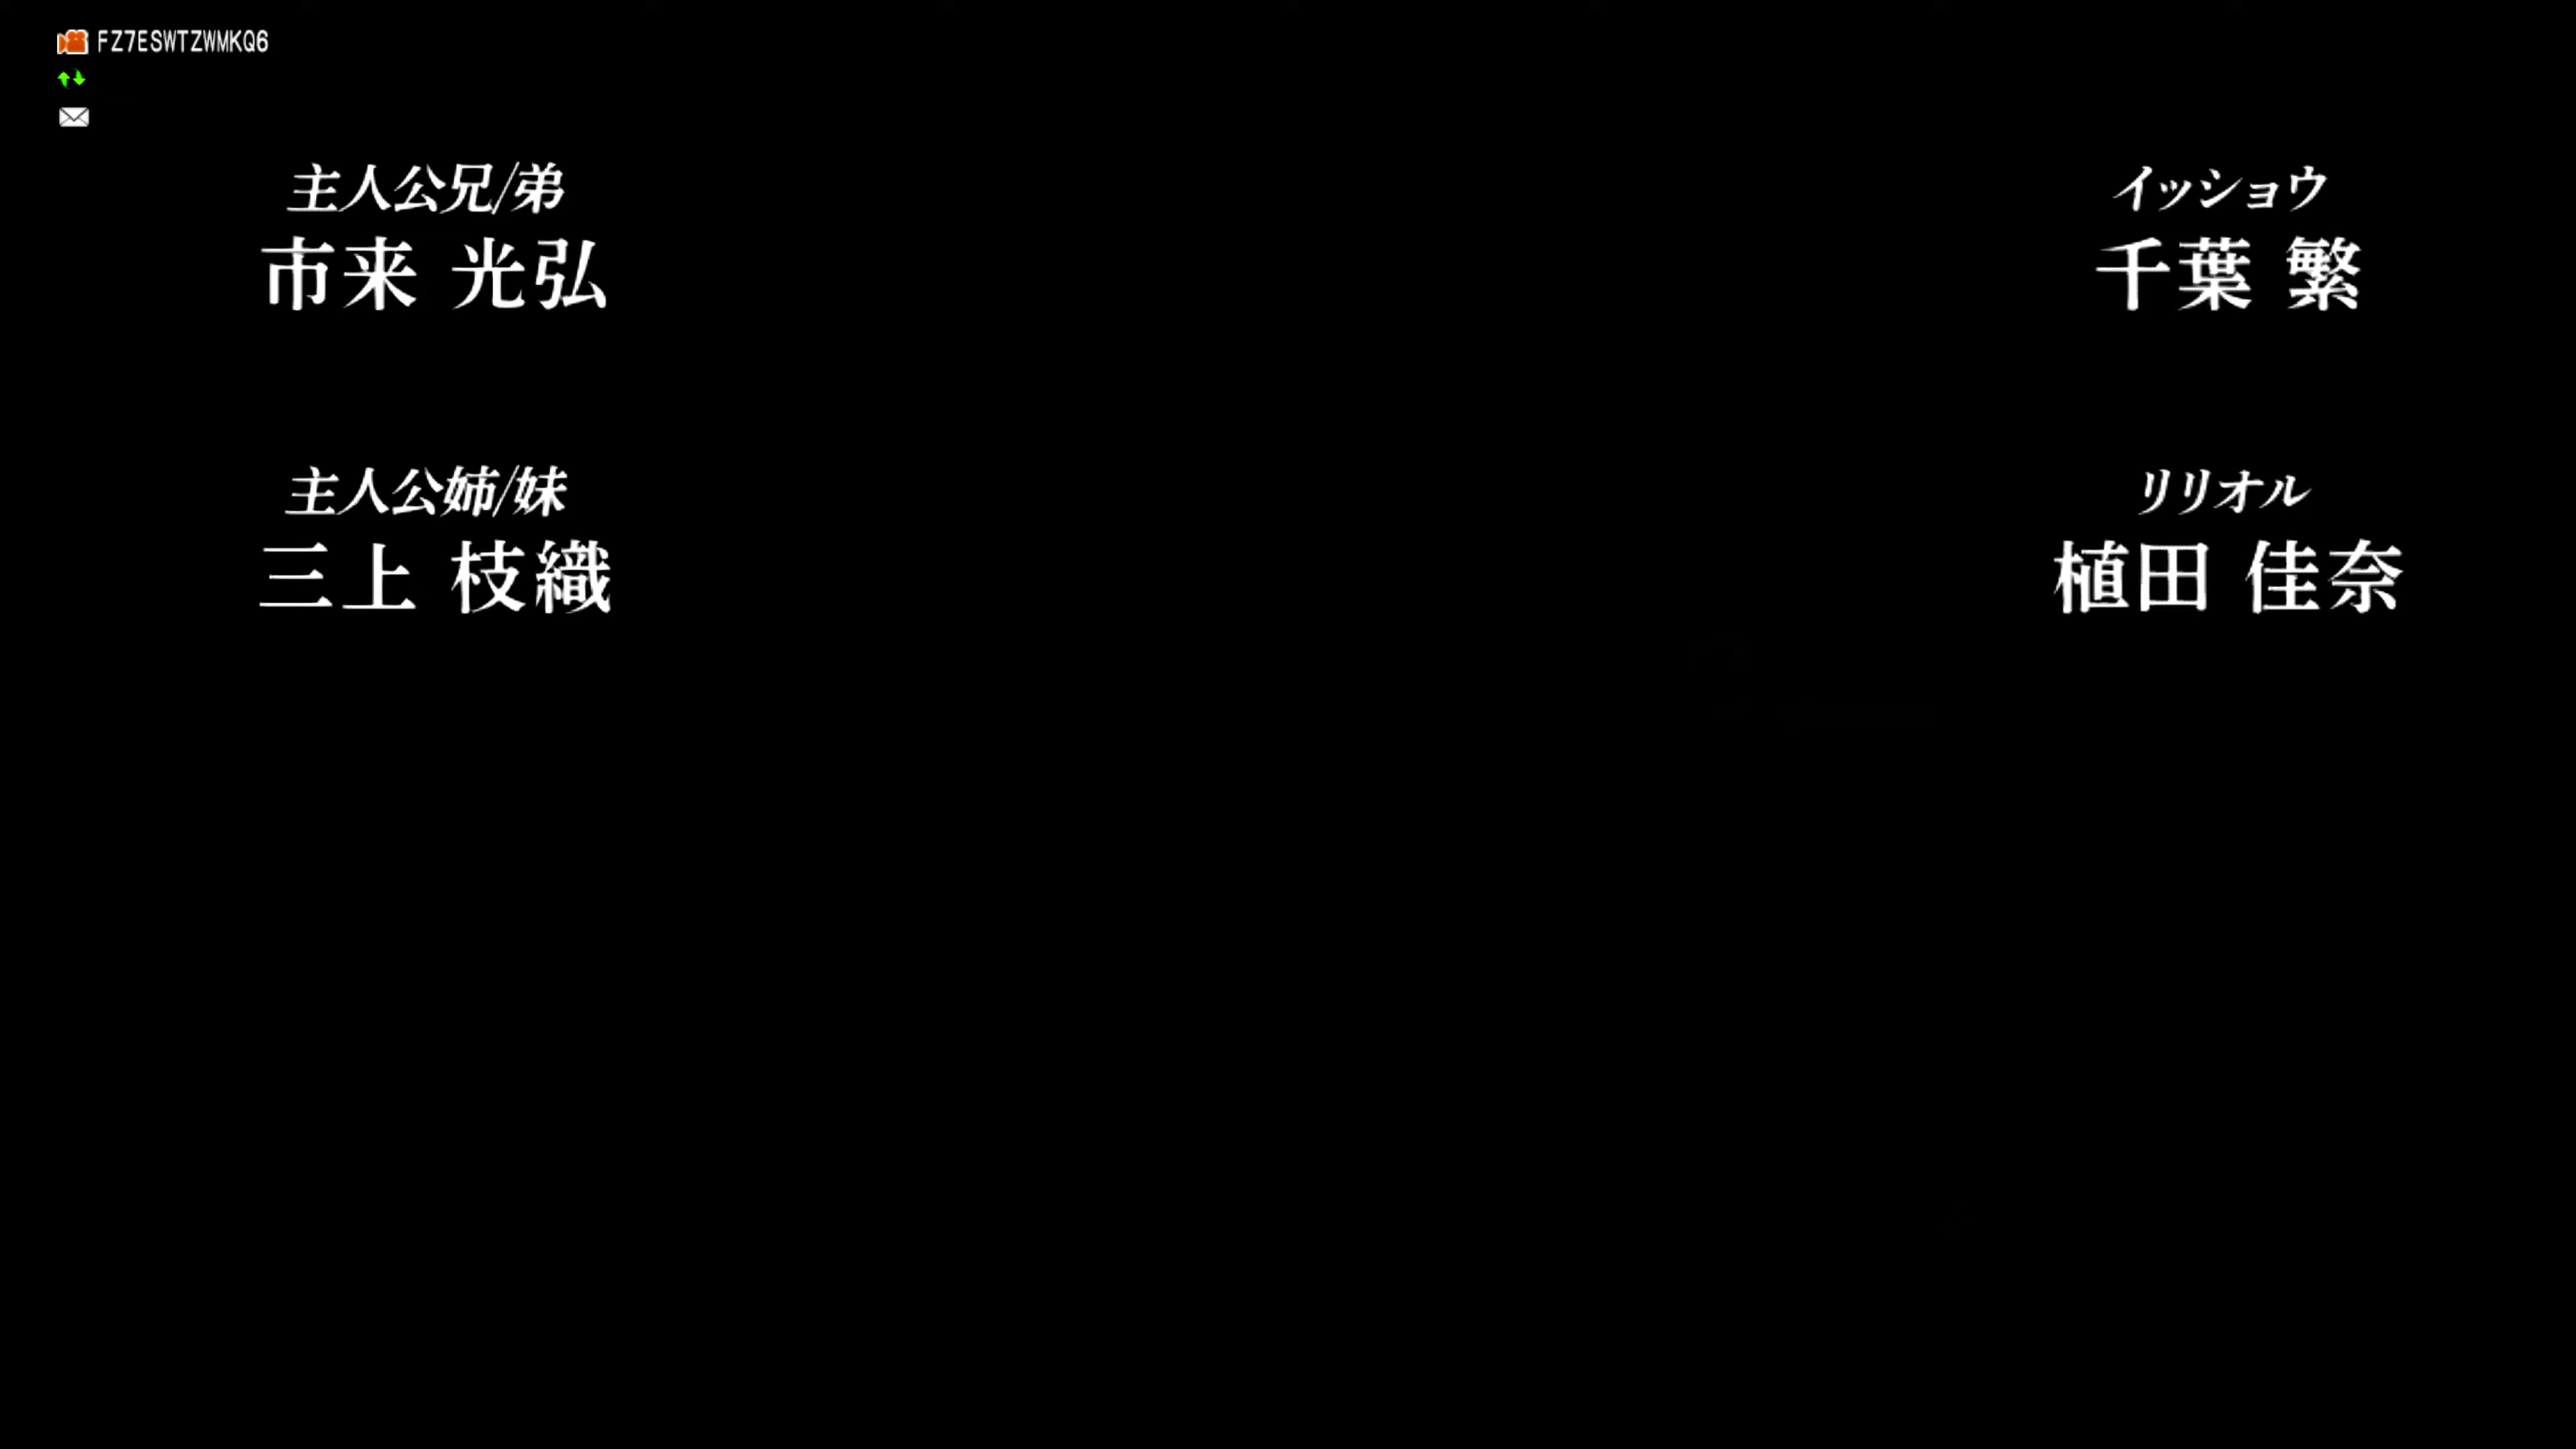 FZ7ESWTZWMKQ6
主人公兄/弟
市来 光弘
主人公姉/妹
三上 枝織
イッショウ
千葉 繁
リリオル
植田 佳奈